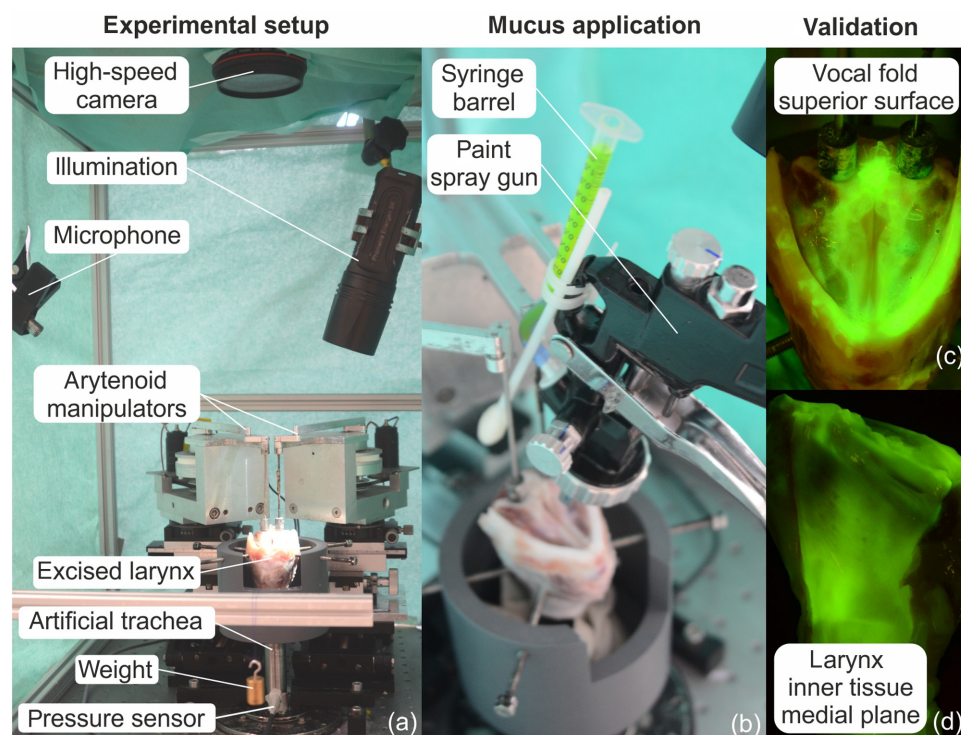 Experimental setup
Mucus application
Validation
High-speed
camera
Illumination
Microphone
Arytenoid
manipulators
Excised larynx
Artificial trachea
Weight
Pressure sensor
(a)
Syringe
barrel
Paint
spray gun
(b)
Vocal fold
superior surface
(c)
Larynx
inner tissue
medial plane
(d)